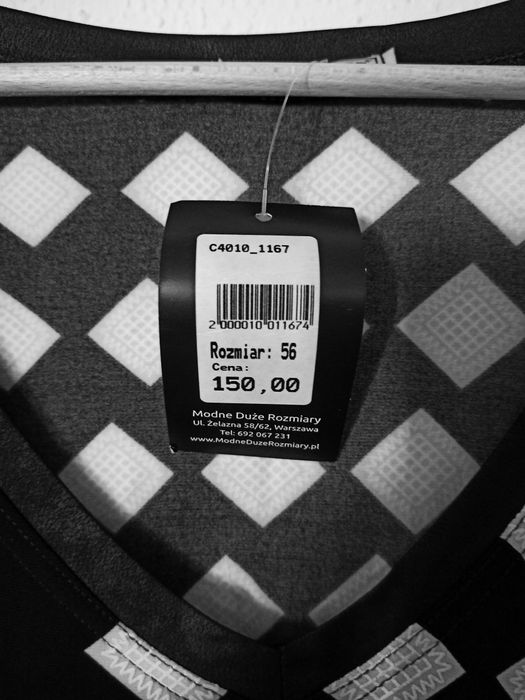 C4010_1167
2 000010 011674
Rozmiar: 56
Cena:
150,00
Modne Duże Rozmiary
Ul. Żelazna 58/62, Warszawa
Tel: 692 067 231
www.ModneDuzeRozmiary.pl